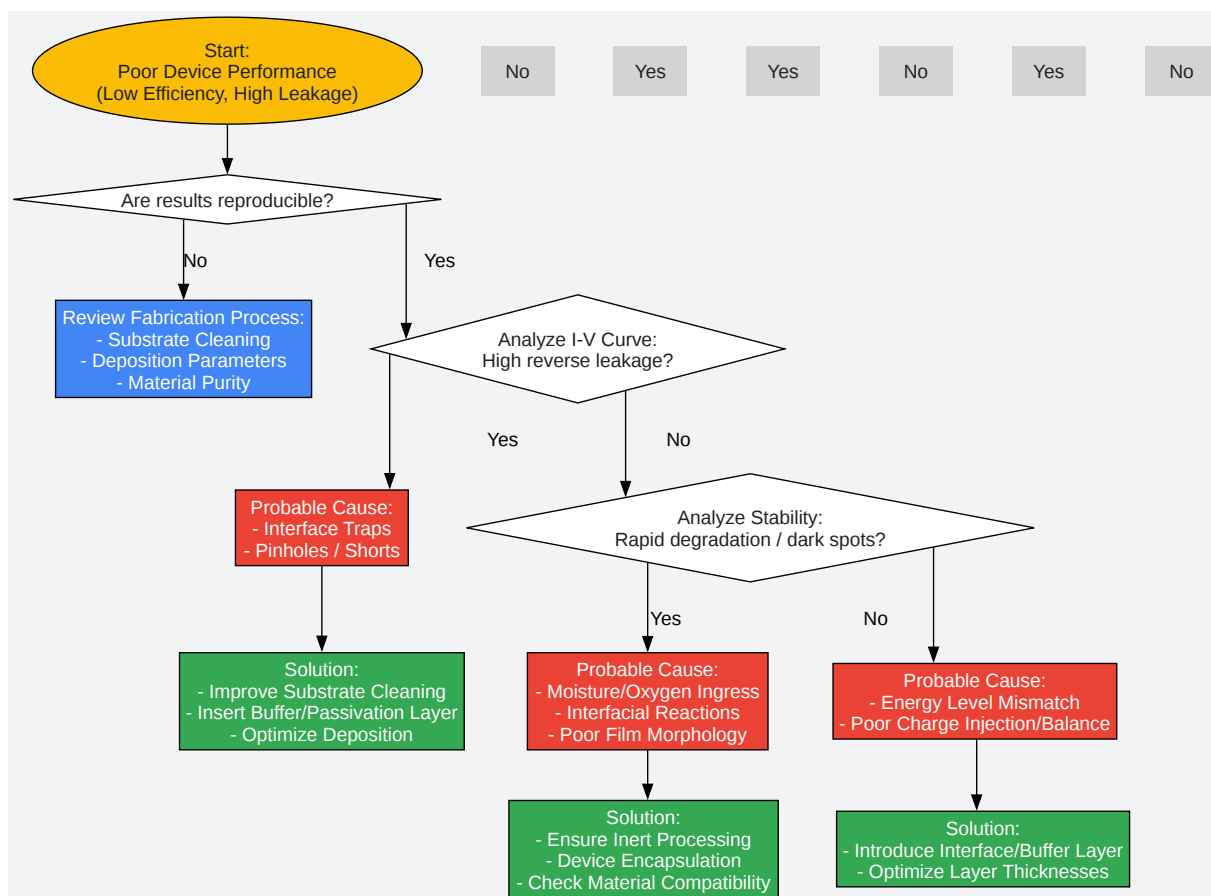 Start:
Poor Device Performance
(Low Efficiency, High Leakage)
No
Yes
Yes
No
Yes
No
Are results reproducible?
No
Yes
Review Fabrication Process:
- Substrate Cleaning
- Deposition Parameters
- Material Purity
Analyze I-V Curve:
High reverse leakage?
Yes
No
Probable Cause:
- Interface Traps
- Pinholes / Shorts
Analyze Stability:
Rapid degradation / dark spots?
Yes
No
Solution:
- Improve Substrate Cleaning
- Insert Buffer/Passivation Layer
- Optimize Deposition
Probable Cause:
- Moisture/Oxygen Ingress
- Interfacial Reactions
- Poor Film Morphology
Probable Cause:
- Energy Level Mismatch
- Poor Charge Injection/Balance
Solution:
- Ensure Inert Processing
- Device Encapsulation
- Check Material Compatibility
Solution:
- Introduce Interface/Buffer Layer
- Optimize Layer Thicknesses